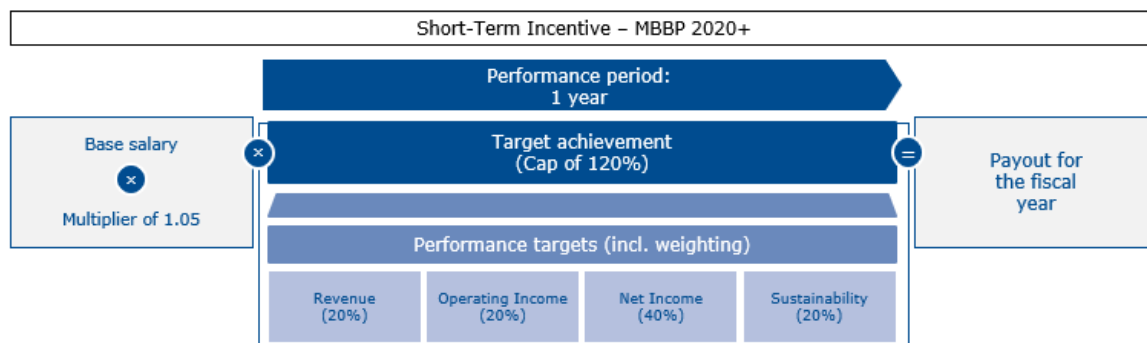 Short-Term Incentive – MBBP 2020+
Performance period:
1 year
Base salary
×
Multiplier of 1.05
×
Target achievement
(Cap of 120%)
=
Payout for
the fiscal
year
Performance targets (incl. weighting)
Revenue
(20%)
Operating Income
(20%)
Net Income
(40%)
Sustainability
(20%)